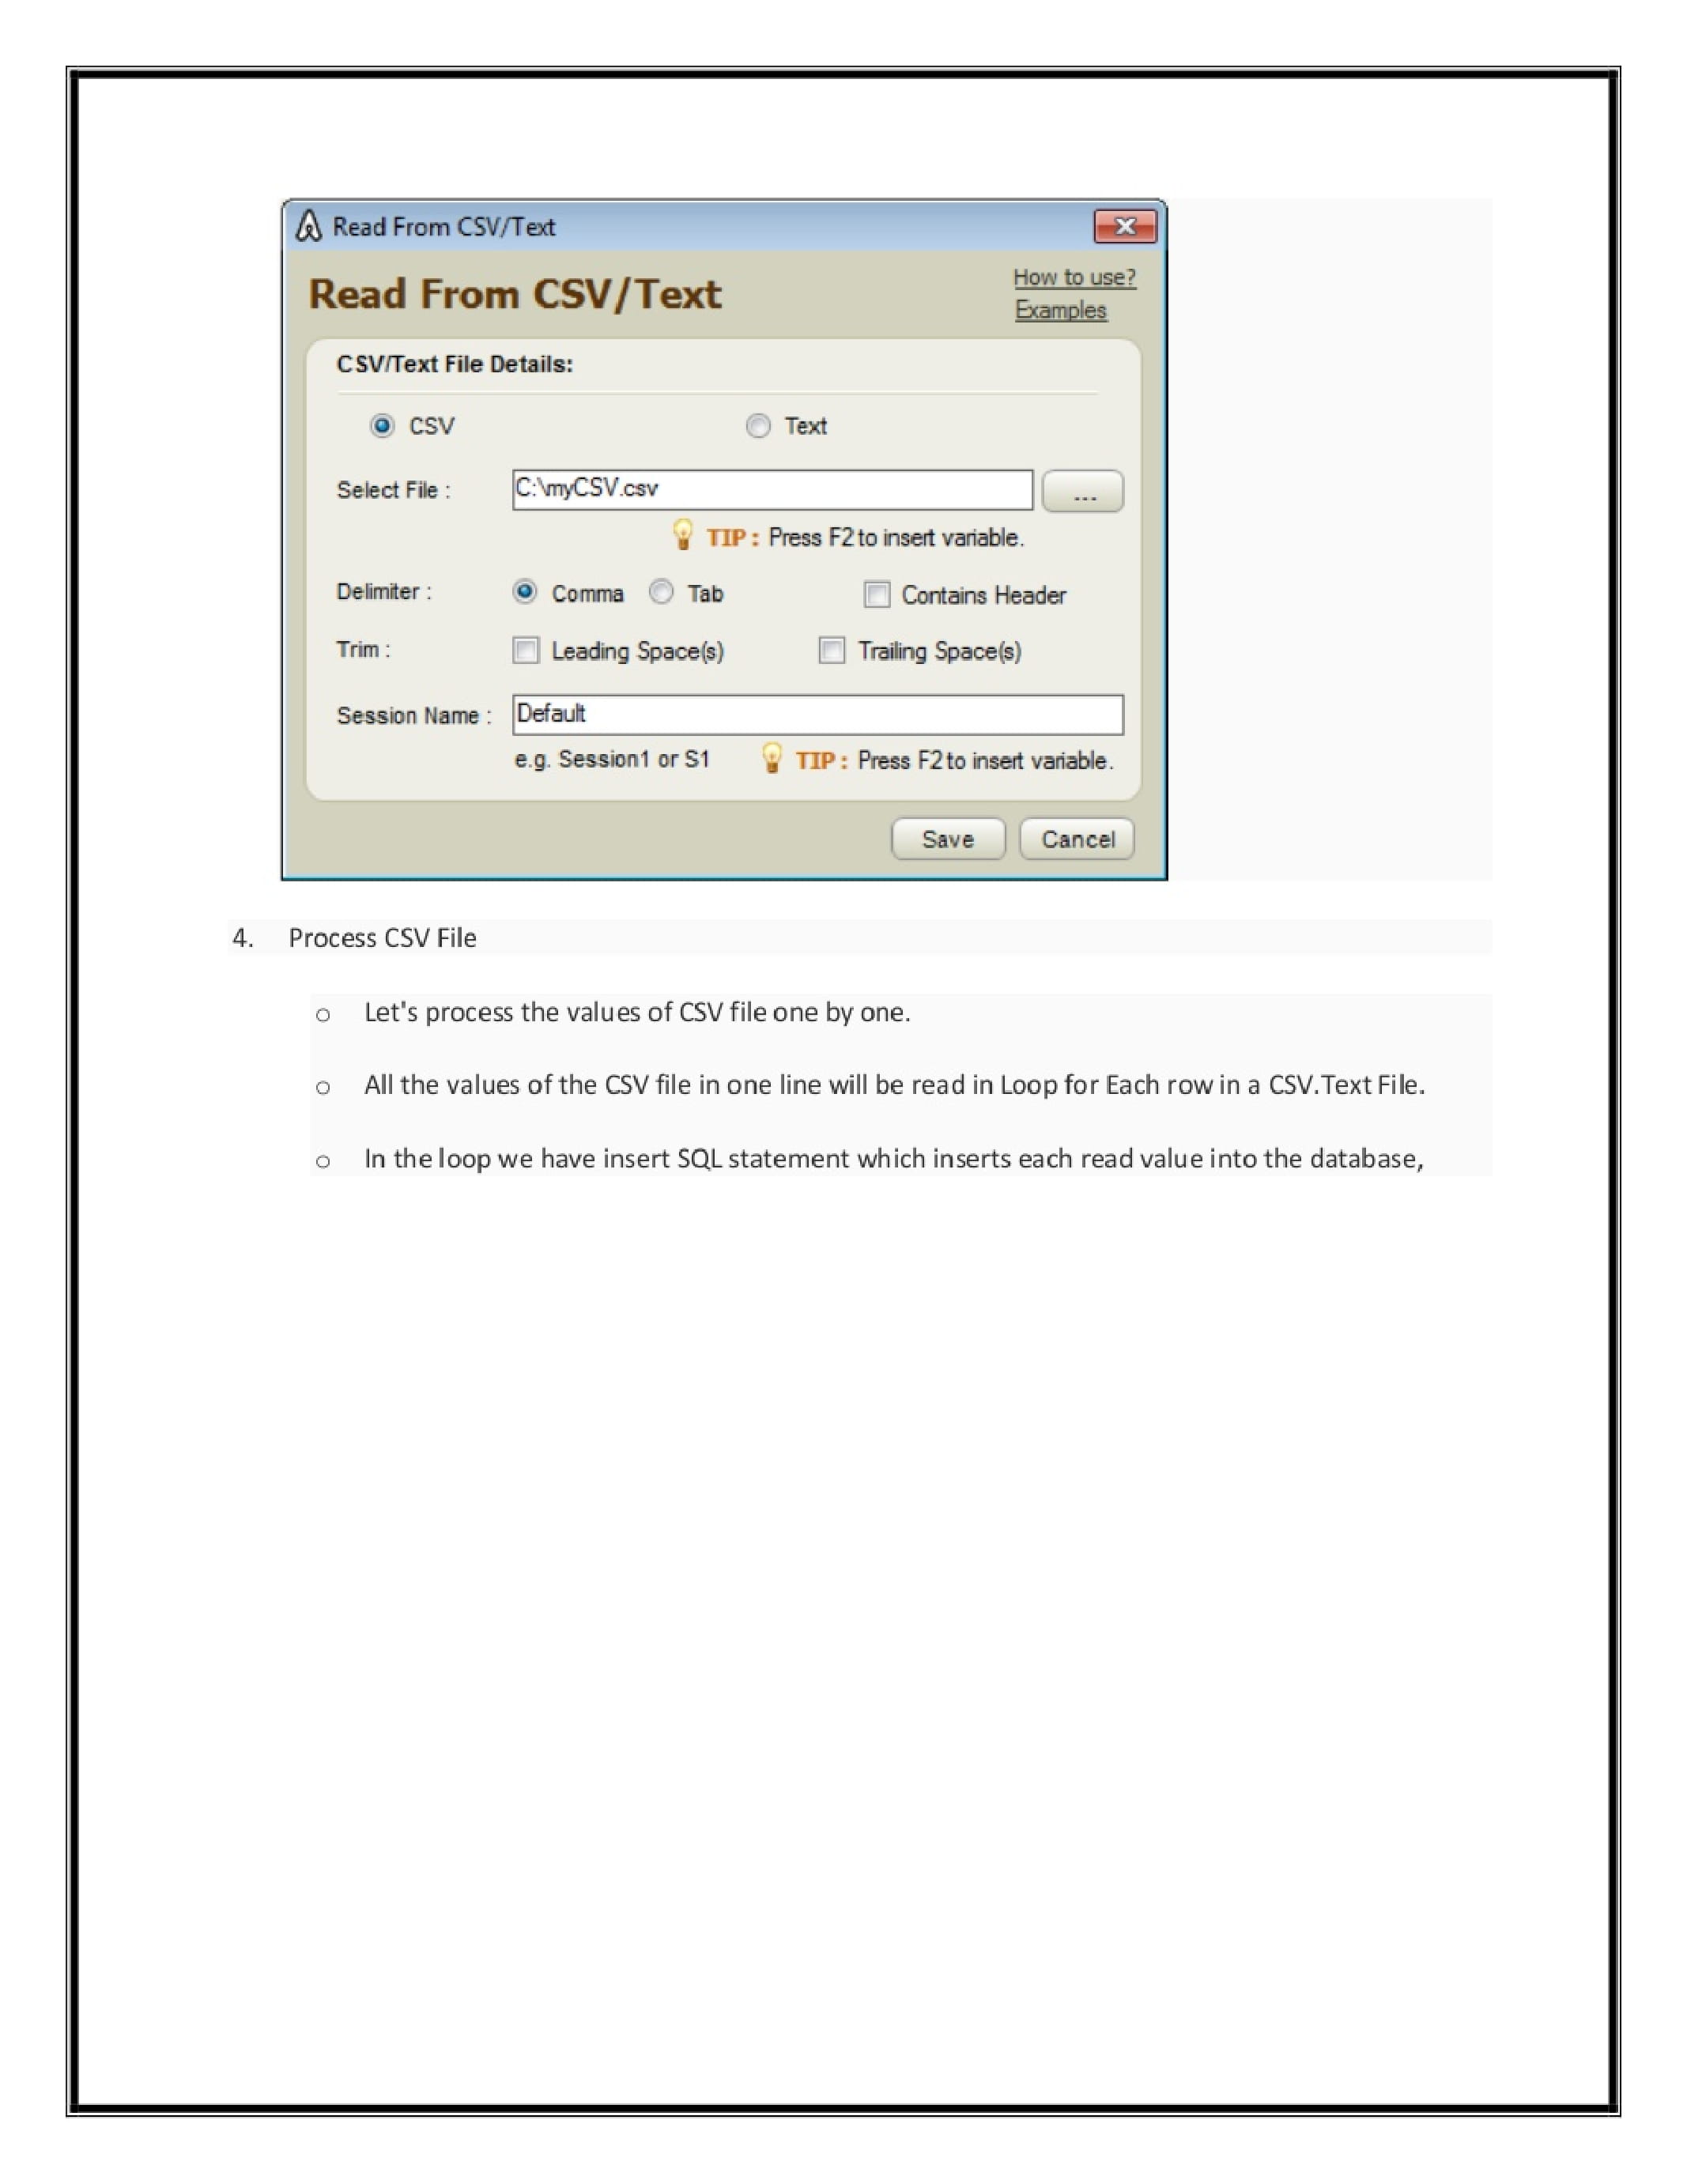 Read From CSV/Text
Read From CSV/Text
How to use?
Examples
CSV/Text File Details:
CSV Text
Select File : C:\myCSV.csv ...
TIP : Press F2 to insert variable.
Delimiter : Comma Tab Contains Header
Trim : Leading Space(s) Trailing Space(s)
Session Name : Default
e.g. Session1 or S1 TIP : Press F2 to insert variable.
Save Cancel
4. Process CSV File
o Let's process the values of CSV file one by one.
o All the values of the CSV file in one line will be read in Loop for Each row in a CSV.Text File.
o In the loop we have insert SQL statement which inserts each read value into the database,